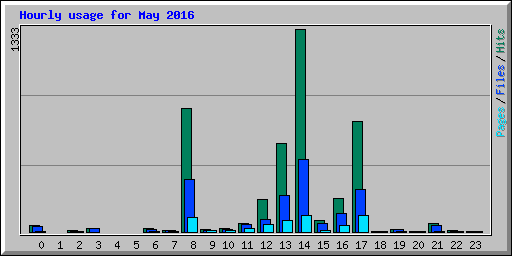 Hourly usage for May 2016
1333
Pages/Files/Hits
0 1 2 3 4 5 6 7 8 9 10 11 12 13 14 15 16 17 18 19 20 21 22 23